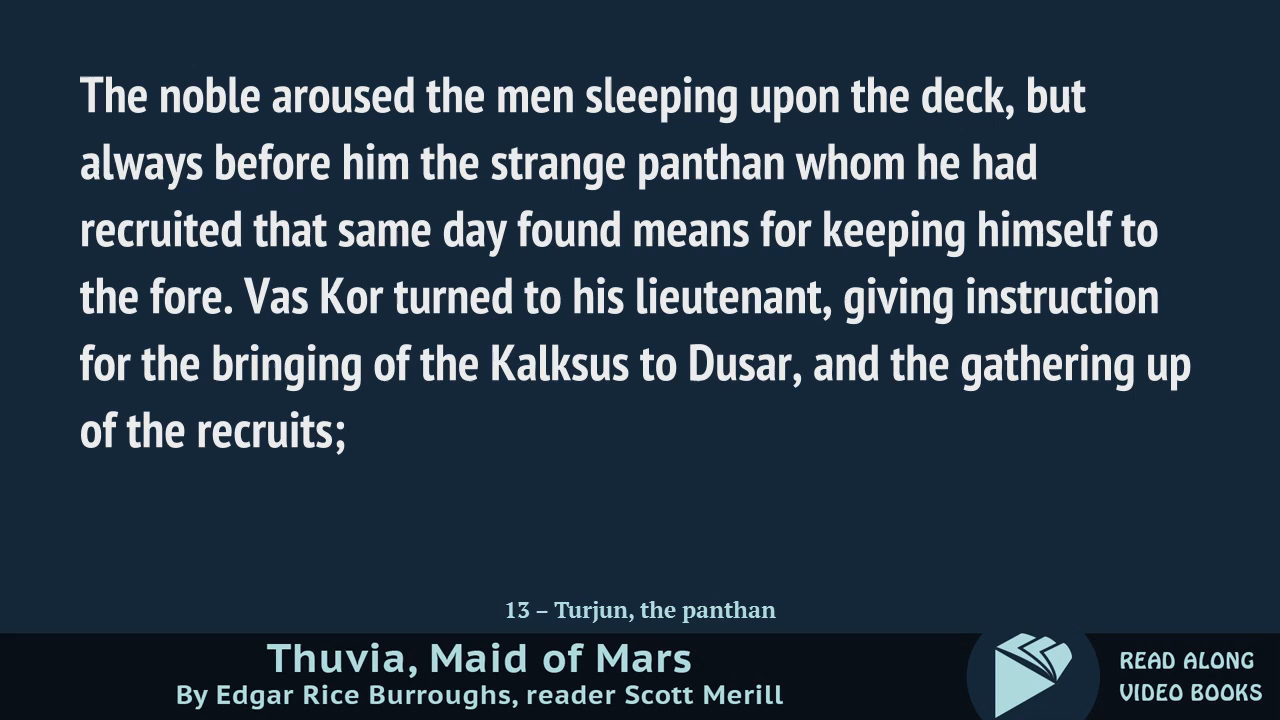 The noble aroused the men sleeping upon the deck, but
always before him the strange panthan whom he had
recruited that same day found means for keeping himself to
the fore. Vas Kor turned to his lieutenant, giving instruction
for the bringing of the Kalksus to Dusar, and the gathering up
of the recruits;
13 – Turjun, the panthan
Thuvia, Maid of Mars
By Edgar Rice Burroughs, reader Scott Merill
READ ALONG
VIDEO BOOKS